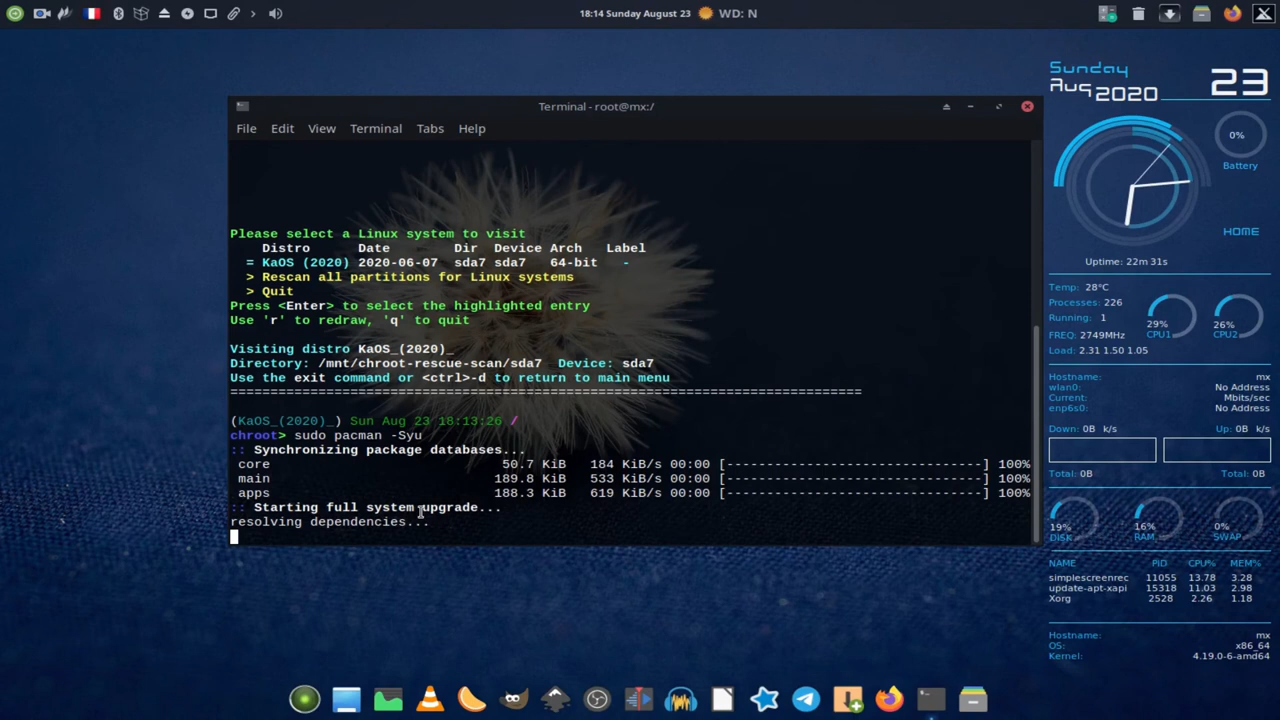 18:14 Sunday August 23 WD: N
Terminal - root@mx:/
File Edit View Terminal Tabs Help
Please select a Linux system to visit
Distro Date Dir Device Arch Label
= KaOS (2020) 2020-06-07 sda7 sda7 64-bit -
> Rescan all partitions for Linux systems
> Quit
Press <Enter> to select the highlighted entry
Use 'r' to redraw, 'q' to quit
Visiting distro KaOS_(2020)_
Directory: /mnt/chroot-rescue-scan/sda7 Device: sda7
Use the exit command or <ctrl>-d to return to main menu
===============================================================================
(KaOS_(2020)_) Sun Aug 23 18:13:26 /
chroot> sudo pacman -Syu
:: Synchronizing package databases...
core 50.7 KiB 184 KiB/s 00:00 [--------------------------------] 100%
main 189.8 KiB 533 KiB/s 00:00 [--------------------------------] 100%
apps 188.3 KiB 619 KiB/s 00:00 [--------------------------------] 100%
:: Starting full system upgrade...
resolving dependencies...
Sunday
Aug 2020 23
0%
Battery
HOME
Uptime: 22m 31s
Temp: 28°C
Processes: 226
Running: 1
FREQ: 2749MHz
Load: 2.31 1.50 1.05
29%
CPU1
26%
CPU2
Hostname: mx
wlan0: No Address
Current: Mbits/sec
enp6s0: No Address
Down: 0B k/s Up: 0B k/s
Total: 0B Total: 0B
19%
DISK
16%
RAM
0%
SWAP
NAME PID CPU% MEM%
simplescreenrec 11055 13.78 3.28
update-apt-xapi 15318 11.03 2.98
Xorg 2528 2.26 1.18
Hostname: mx
OS: x86_64
Kernel: 4.19.0-6-amd64